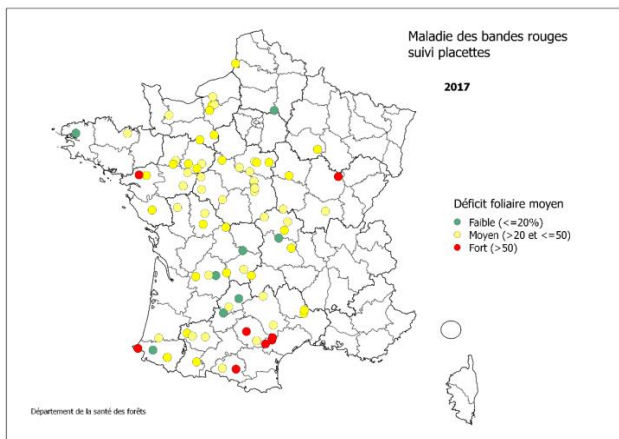 Maladie des bandes rouges
suivi placettes
2017
Déficit foliaire moyen
Faible (<=20%)
Moyen (>20 et <=50)
Fort (>50)
Département de la santé des forêts